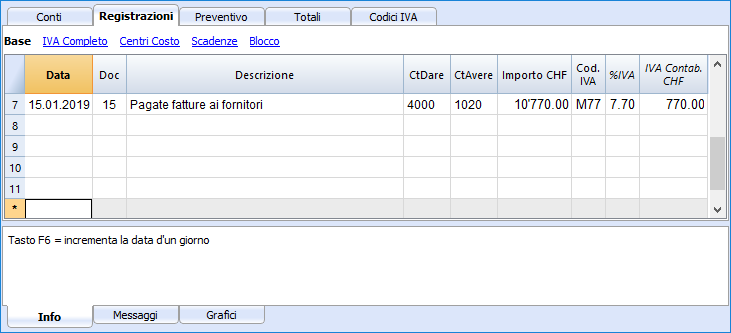 Conti Registrazioni Preventivo Totali Codici IVA
Base IVA Completo Centri Costo Scadenze Blocco
Data Doc Descrizione CtDare CtAvere Importo CHF Cod. IVA %IVA IVA Contab. CHF
7 15.01.2019 15 Pagate fatture ai fornitori 4000 1020 10'770.00 M77 7.70 770.00
8
9
10
11
*
Tasto F6 = incrementa la data d'un giorno
Info Messaggi Grafici